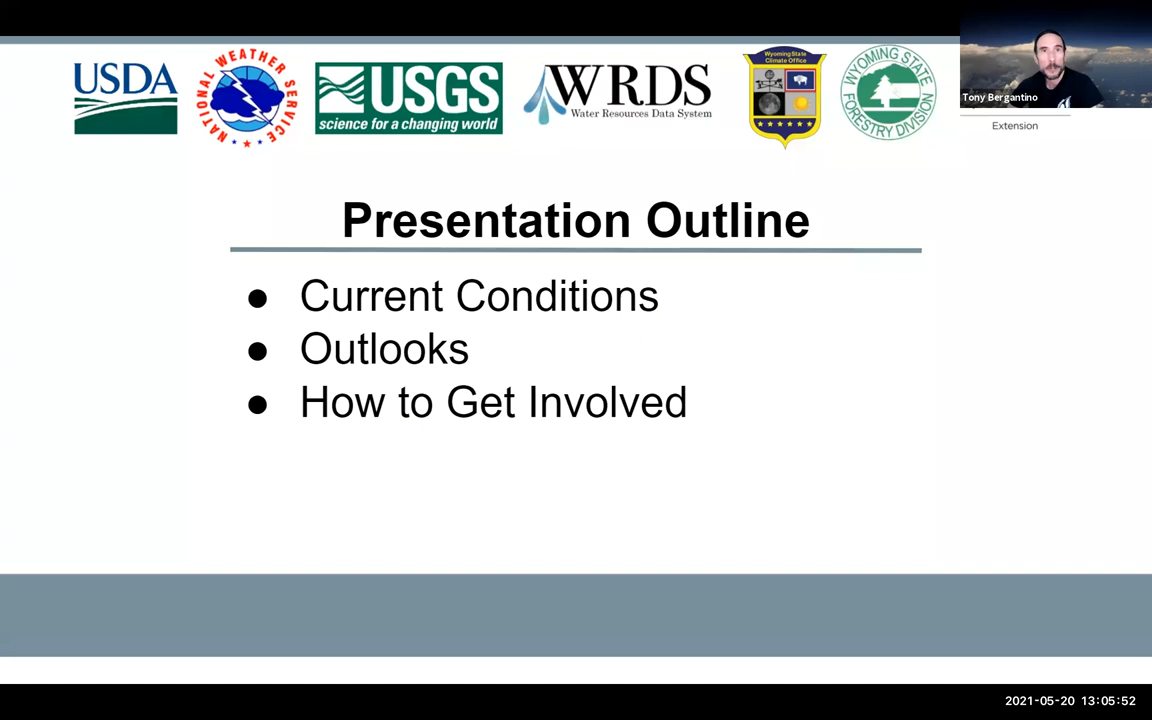 USDA
NATIONAL WEATHER SERVICE
USGS
science for a changing world
WRDS
Water Resources Data System
Wyoming State
Climate Office
WYOMING STATE
FORESTRY DIVISION
Tony Bergantino
Extension
Presentation Outline
● Current Conditions
● Outlooks
● How to Get Involved
2021-05-20 13:05:52